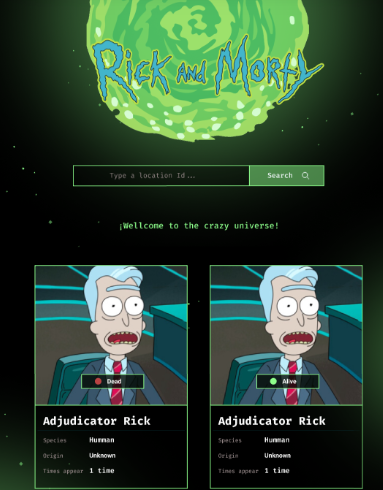 Rick and Morty
Type a location Id...
Search
¡Wellcome to the crazy universe!
Dead
Alive
Adjudicator Rick
Species Humman
Origin Unknown
Times appear 1 time
Adjudicator Rick
Species Humman
Origin Unknown
Times appear 1 time